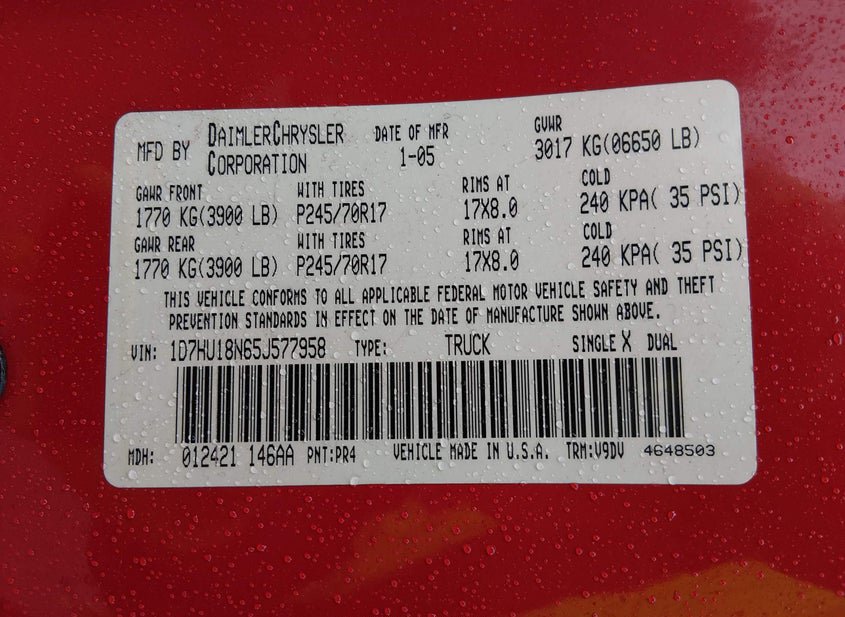 MFD BY DAIMLERCHRYSLER CORPORATION DATE OF MFR 1-05 GVWR 3017 KG(06650 LB)
GAWR FRONT WITH TIRES RIMS AT COLD
1770 KG(3900 LB) P245/70R17 17X8.0 240 KPA( 35 PSI)
GAWR REAR WITH TIRES RIMS AT COLD
1770 KG(3900 LB) P245/70R17 17X8.0 240 KPA( 35 PSI)
THIS VEHICLE CONFORMS TO ALL APPLICABLE FEDERAL MOTOR VEHICLE SAFETY AND THEFT
PREVENTION STANDARDS IN EFFECT ON THE DATE OF MANUFACTURE SHOWN ABOVE.
VIN: 1D7HU18N65J577958 TYPE: TRUCK SINGLE X DUAL
MDH: 012421 146AA PNT:PR4 VEHICLE MADE IN U.S.A. TRM:V9DV 4648503